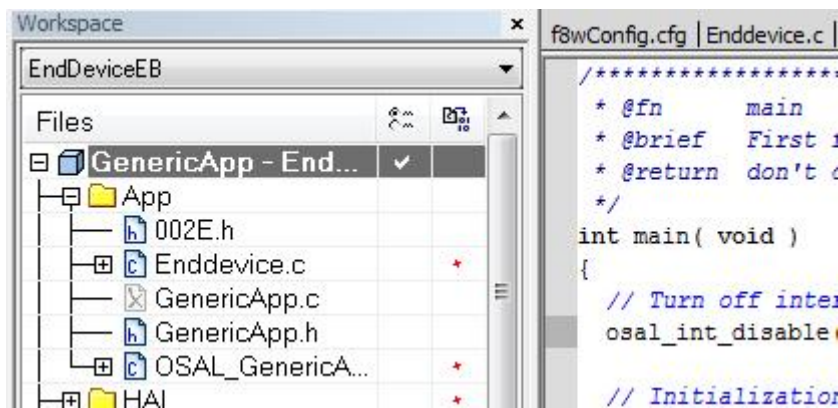 Workspace
EndDeviceEB
Files
GenericApp - End...
App
002E.h
Enddevice.c
GenericApp.c
GenericApp.h
OSAL_GenericA...
HAL
f8wConfig.cfg | Enddevice.c |
/******************
* @fn main
* @brief First
* @return don't
*/
int main( void )
{
// Turn off inter
osal_int_disable(
// Initialization